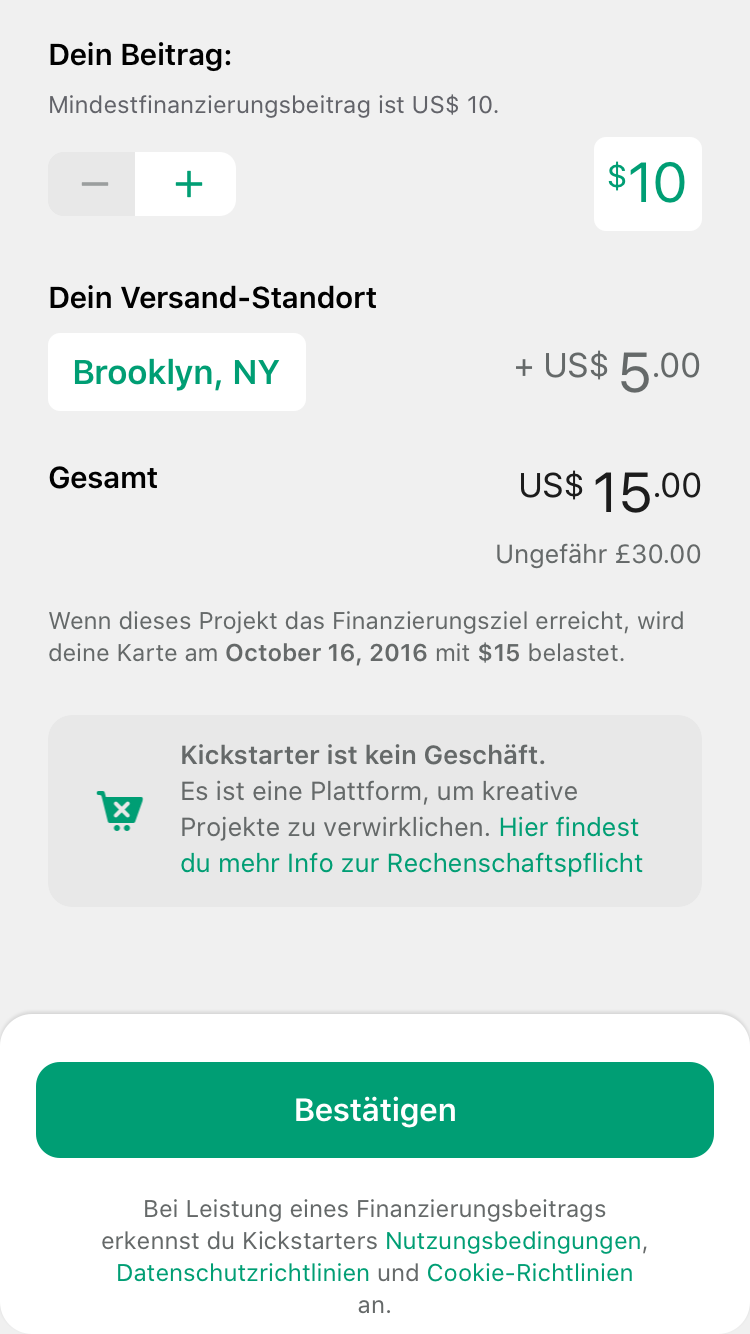 Dein Beitrag:
Mindestfinanzierungsbeitrag ist US$ 10.
− +
$10
Dein Versand-Standort
Brooklyn, NY
+ US$ 5.00
Gesamt
US$ 15.00
Ungefähr £30.00
Wenn dieses Projekt das Finanzierungsziel erreicht, wird
deine Karte am October 16, 2016 mit $15 belastet.
Kickstarter ist kein Geschäft.
Es ist eine Plattform, um kreative
Projekte zu verwirklichen. Hier findest
du mehr Info zur Rechenschaftspflicht
Bestätigen
Bei Leistung eines Finanzierungsbeitrags
erkennst du Kickstarters Nutzungsbedingungen,
Datenschutzrichtlinien und Cookie-Richtlinien
an.